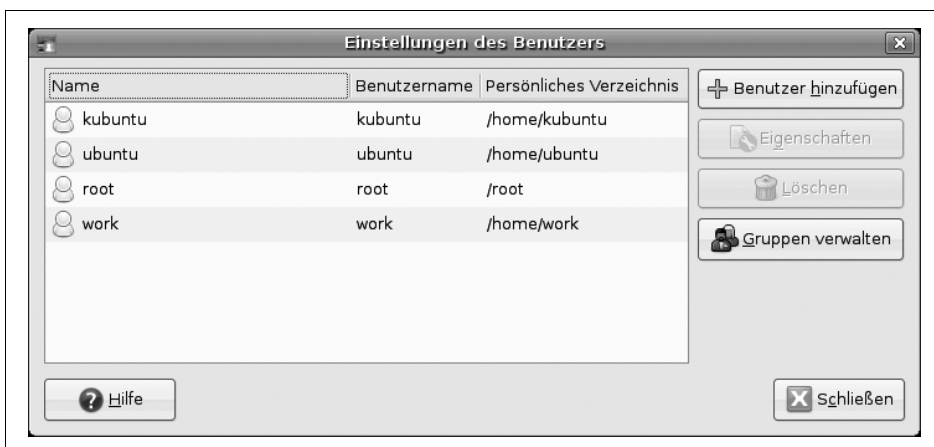 Einstellungen des Benutzers
Name Benutzername Persönliches Verzeichnis
kubuntu kubuntu /home/kubuntu
ubuntu ubuntu /home/ubuntu
root root /root
work work /home/work
Benutzer hinzufügen
Eigenschaften
Löschen
Gruppen verwalten
Hilfe
Schließen